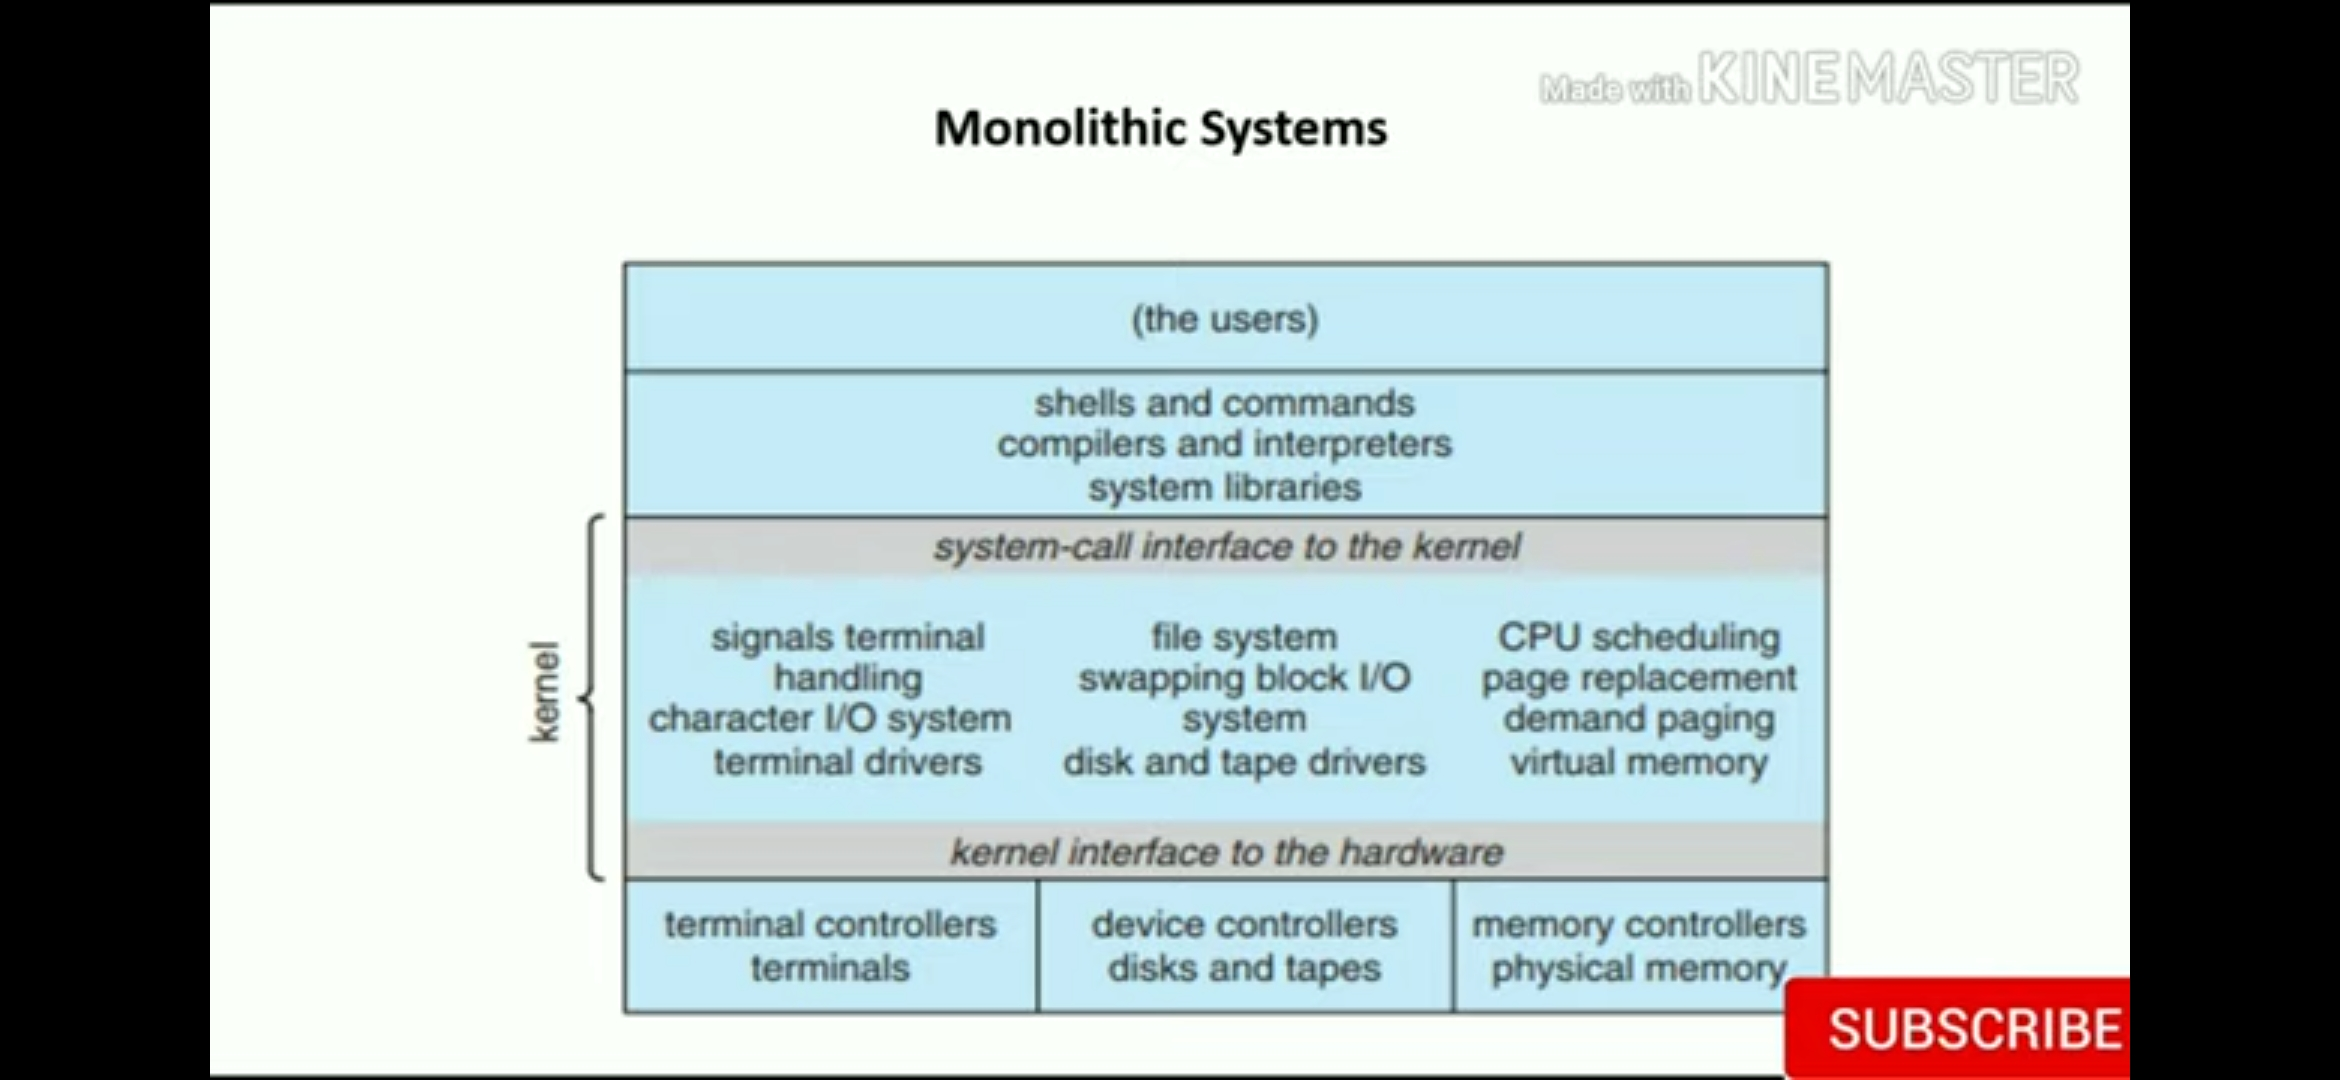 Made with KINEMASTER
Monolithic Systems
(the users)
shells and commands
compilers and interpreters
system libraries
system-call interface to the kernel
kernel
signals terminal
handling
character I/O system
terminal drivers
file system
swapping block I/O
system
disk and tape drivers
CPU scheduling
page replacement
demand paging
virtual memory
kernel interface to the hardware
terminal controllers
terminals
device controllers
disks and tapes
memory controllers
physical memory
SUBSCRIBE